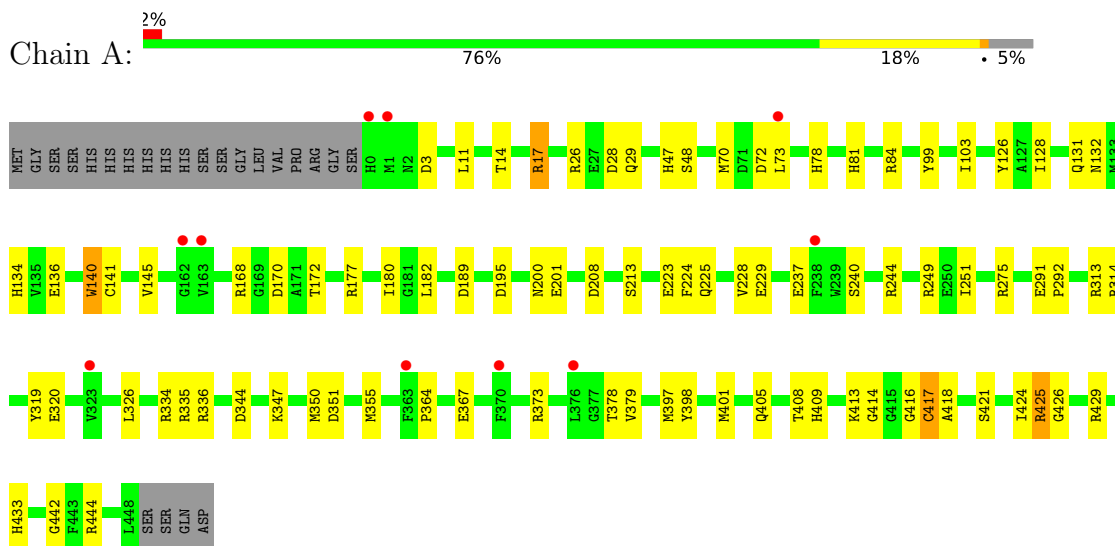 2%
Chain A:
76% 18% • 5%
MET GLY SER SER HIS HIS HIS HIS HIS HIS SER SER GLY LEU VAL PRO ARG GLY SER H0 M1 N2 D3 L11 T14 R17 R26 E27 D28 Q29 H47 S48 M70 D71 D72 L73 H78 H81 R84 Y99 I103 Y126 A127 I128 Q131 N132 M133
H134 V135 E136 W140 C141 V145 G162 V163 R168 G169 D170 A171 T172 R177 I180 G181 L182 D189 D195 N200 E201 D208 S213 E223 F224 Q225 V228 E229 E237 F238 W239 S240 R244 R249 E250 I251 R275 E291 P292 R313
Y319 E320 V323 L326 R334 R335 R336 D344 K347 M350 D351 M355 F363 P364 E367 F370 R373 L376 G377 T378 V379 M397 Y398 M401 Q405 T408 H409 K413 G414 G415 G416 C417 A418 S421 I424 R425 G426 R429
H433 G442 F443 R444 L448 SER SER GLN ASP